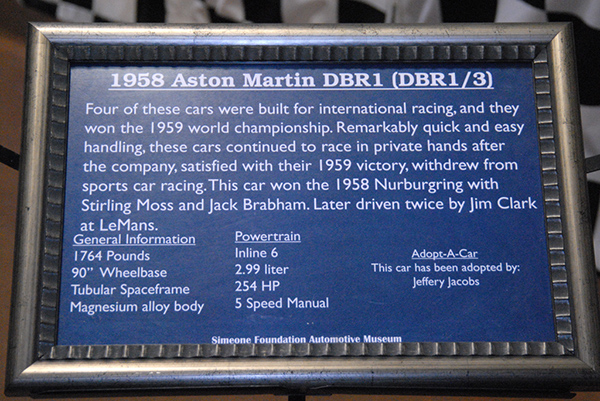 1958 Aston Martin DBR1 (DBR1/3)
Four of these cars were built for international racing, and they
won the 1959 world championship. Remarkably quick and easy
handling, these cars continued to race in private hands after
the company, satisfied with their 1959 victory, withdrew from
sports car racing. This car won the 1958 Nurburgring with
Stirling Moss and Jack Brabham. Later driven twice by Jim Clark
at LeMans.
General Information
1764 Pounds
90” Wheelbase
Tubular Spaceframe
Magnesium alloy body
Powertrain
Inline 6
2.99 liter
254 HP
5 Speed Manual
Adopt-A-Car
This car has been adopted by:
Jeffery Jacobs
Simeone Foundation Automotive Museum